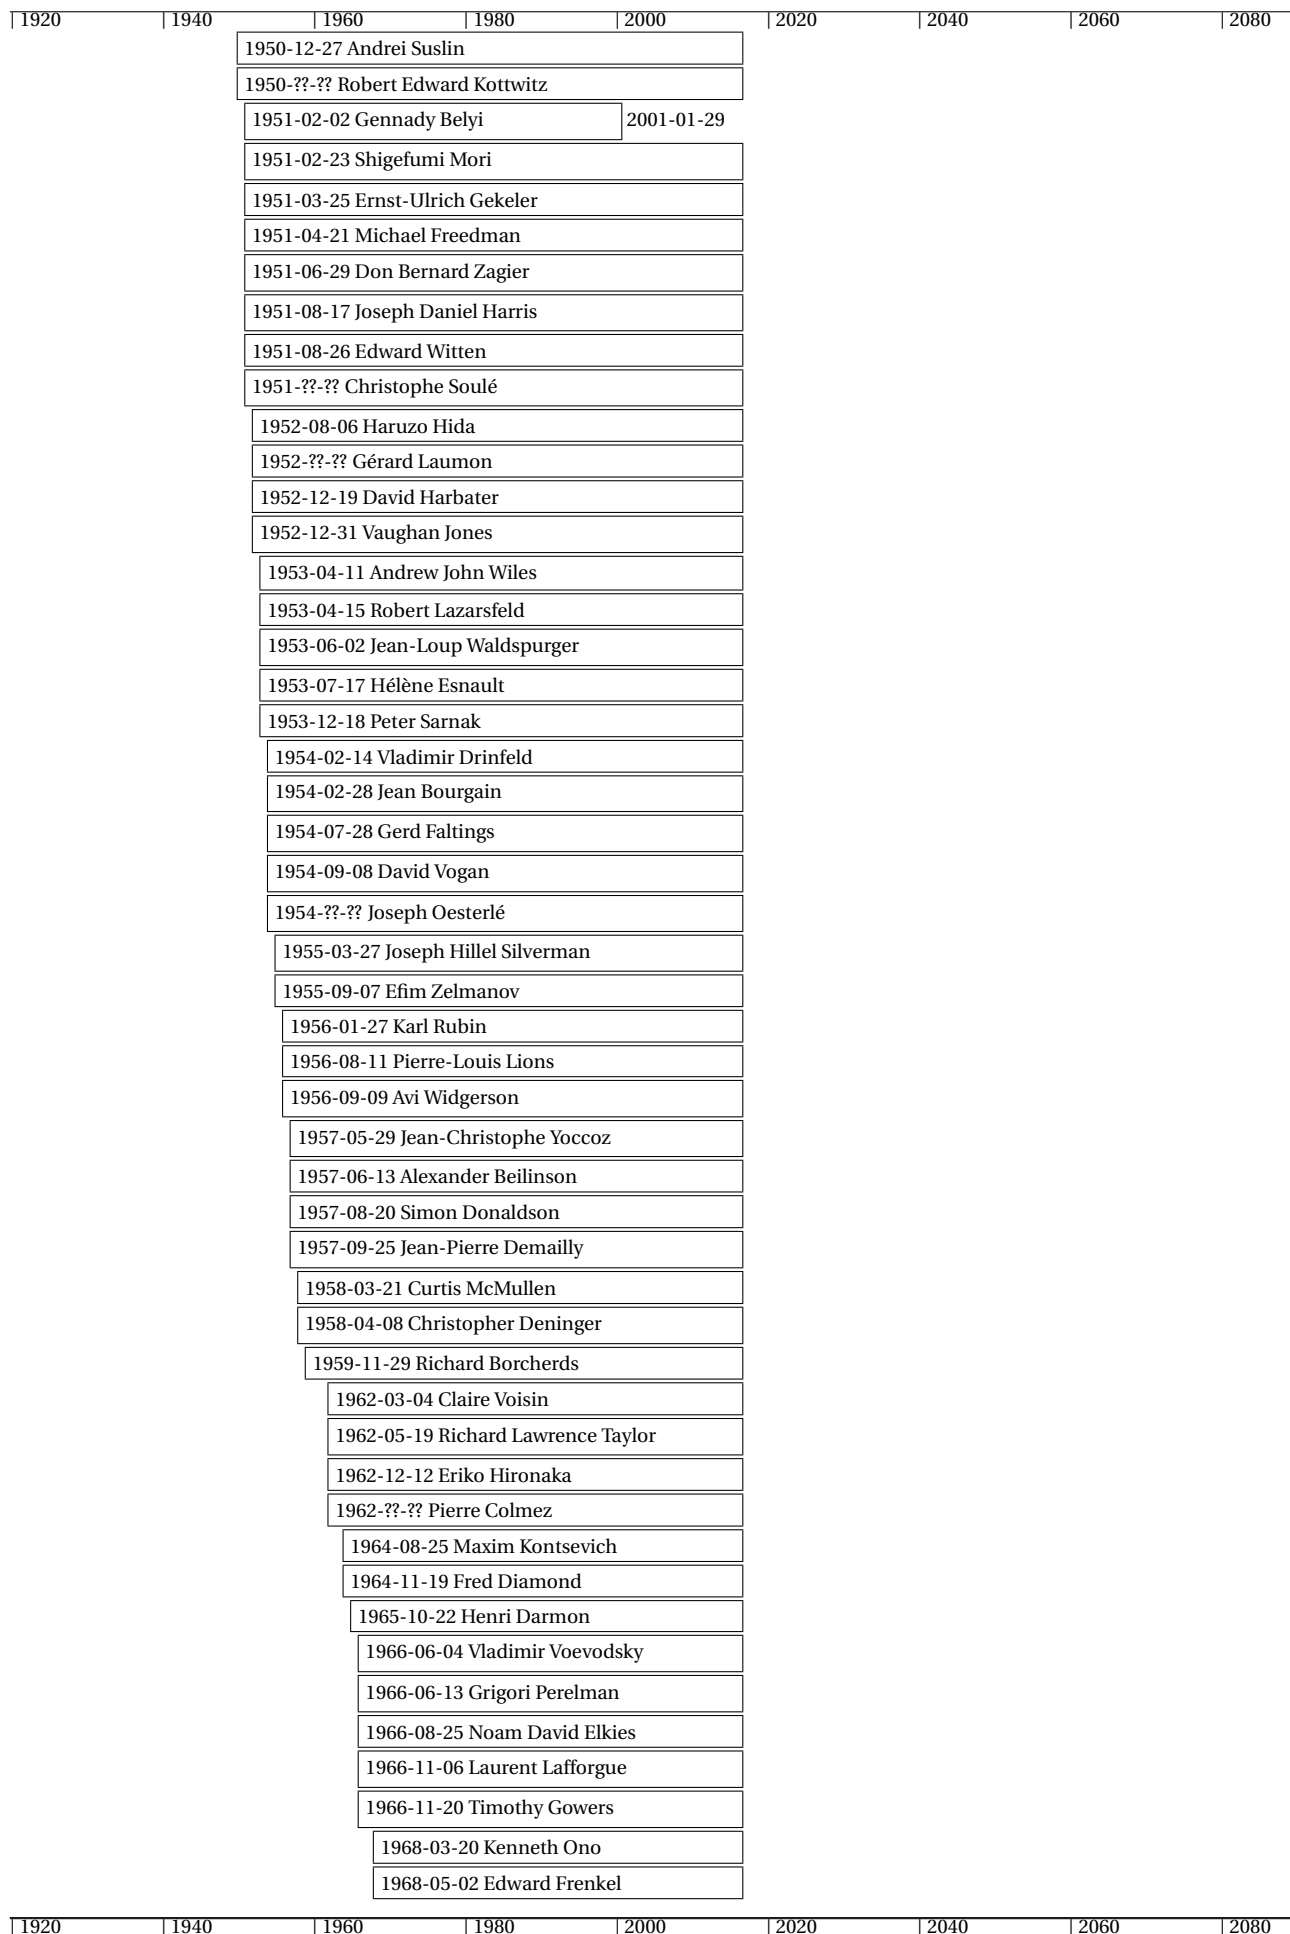 | 1920 | 1940 | 1960 | 1980 | 2000 | 2020 | 2040 | 2060 | 2080
1950-12-27 Andrei Suslin
1950-??-?? Robert Edward Kottwitz
1951-02-02 Gennady Belyi 2001-01-29
1951-02-23 Shigefumi Mori
1951-03-25 Ernst-Ulrich Gekeler
1951-04-21 Michael Freedman
1951-06-29 Don Bernard Zagier
1951-08-17 Joseph Daniel Harris
1951-08-26 Edward Witten
1951-??-?? Christophe Soulé
1952-08-06 Haruzo Hida
1952-??-?? Gérard Laumon
1952-12-19 David Harbater
1952-12-31 Vaughan Jones
1953-04-11 Andrew John Wiles
1953-04-15 Robert Lazarsfeld
1953-06-02 Jean-Loup Waldspurger
1953-07-17 Hélène Esnault
1953-12-18 Peter Sarnak
1954-02-14 Vladimir Drinfeld
1954-02-28 Jean Bourgain
1954-07-28 Gerd Faltings
1954-09-08 David Vogan
1954-??-?? Joseph Oesterlé
1955-03-27 Joseph Hillel Silverman
1955-09-07 Efim Zelmanov
1956-01-27 Karl Rubin
1956-08-11 Pierre-Louis Lions
1956-09-09 Avi Widgerson
1957-05-29 Jean-Christophe Yoccoz
1957-06-13 Alexander Beilinson
1957-08-20 Simon Donaldson
1957-09-25 Jean-Pierre Demailly
1958-03-21 Curtis McMullen
1958-04-08 Christopher Deninger
1959-11-29 Richard Borcherds
1962-03-04 Claire Voisin
1962-05-19 Richard Lawrence Taylor
1962-12-12 Eriko Hironaka
1962-??-?? Pierre Colmez
1964-08-25 Maxim Kontsevich
1964-11-19 Fred Diamond
1965-10-22 Henri Darmon
1966-06-04 Vladimir Voevodsky
1966-06-13 Grigori Perelman
1966-08-25 Noam David Elkies
1966-11-06 Laurent Lafforgue
1966-11-20 Timothy Gowers
1968-03-20 Kenneth Ono
1968-05-02 Edward Frenkel
| 1920 | 1940 | 1960 | 1980 | 2000 | 2020 | 2040 | 2060 | 2080